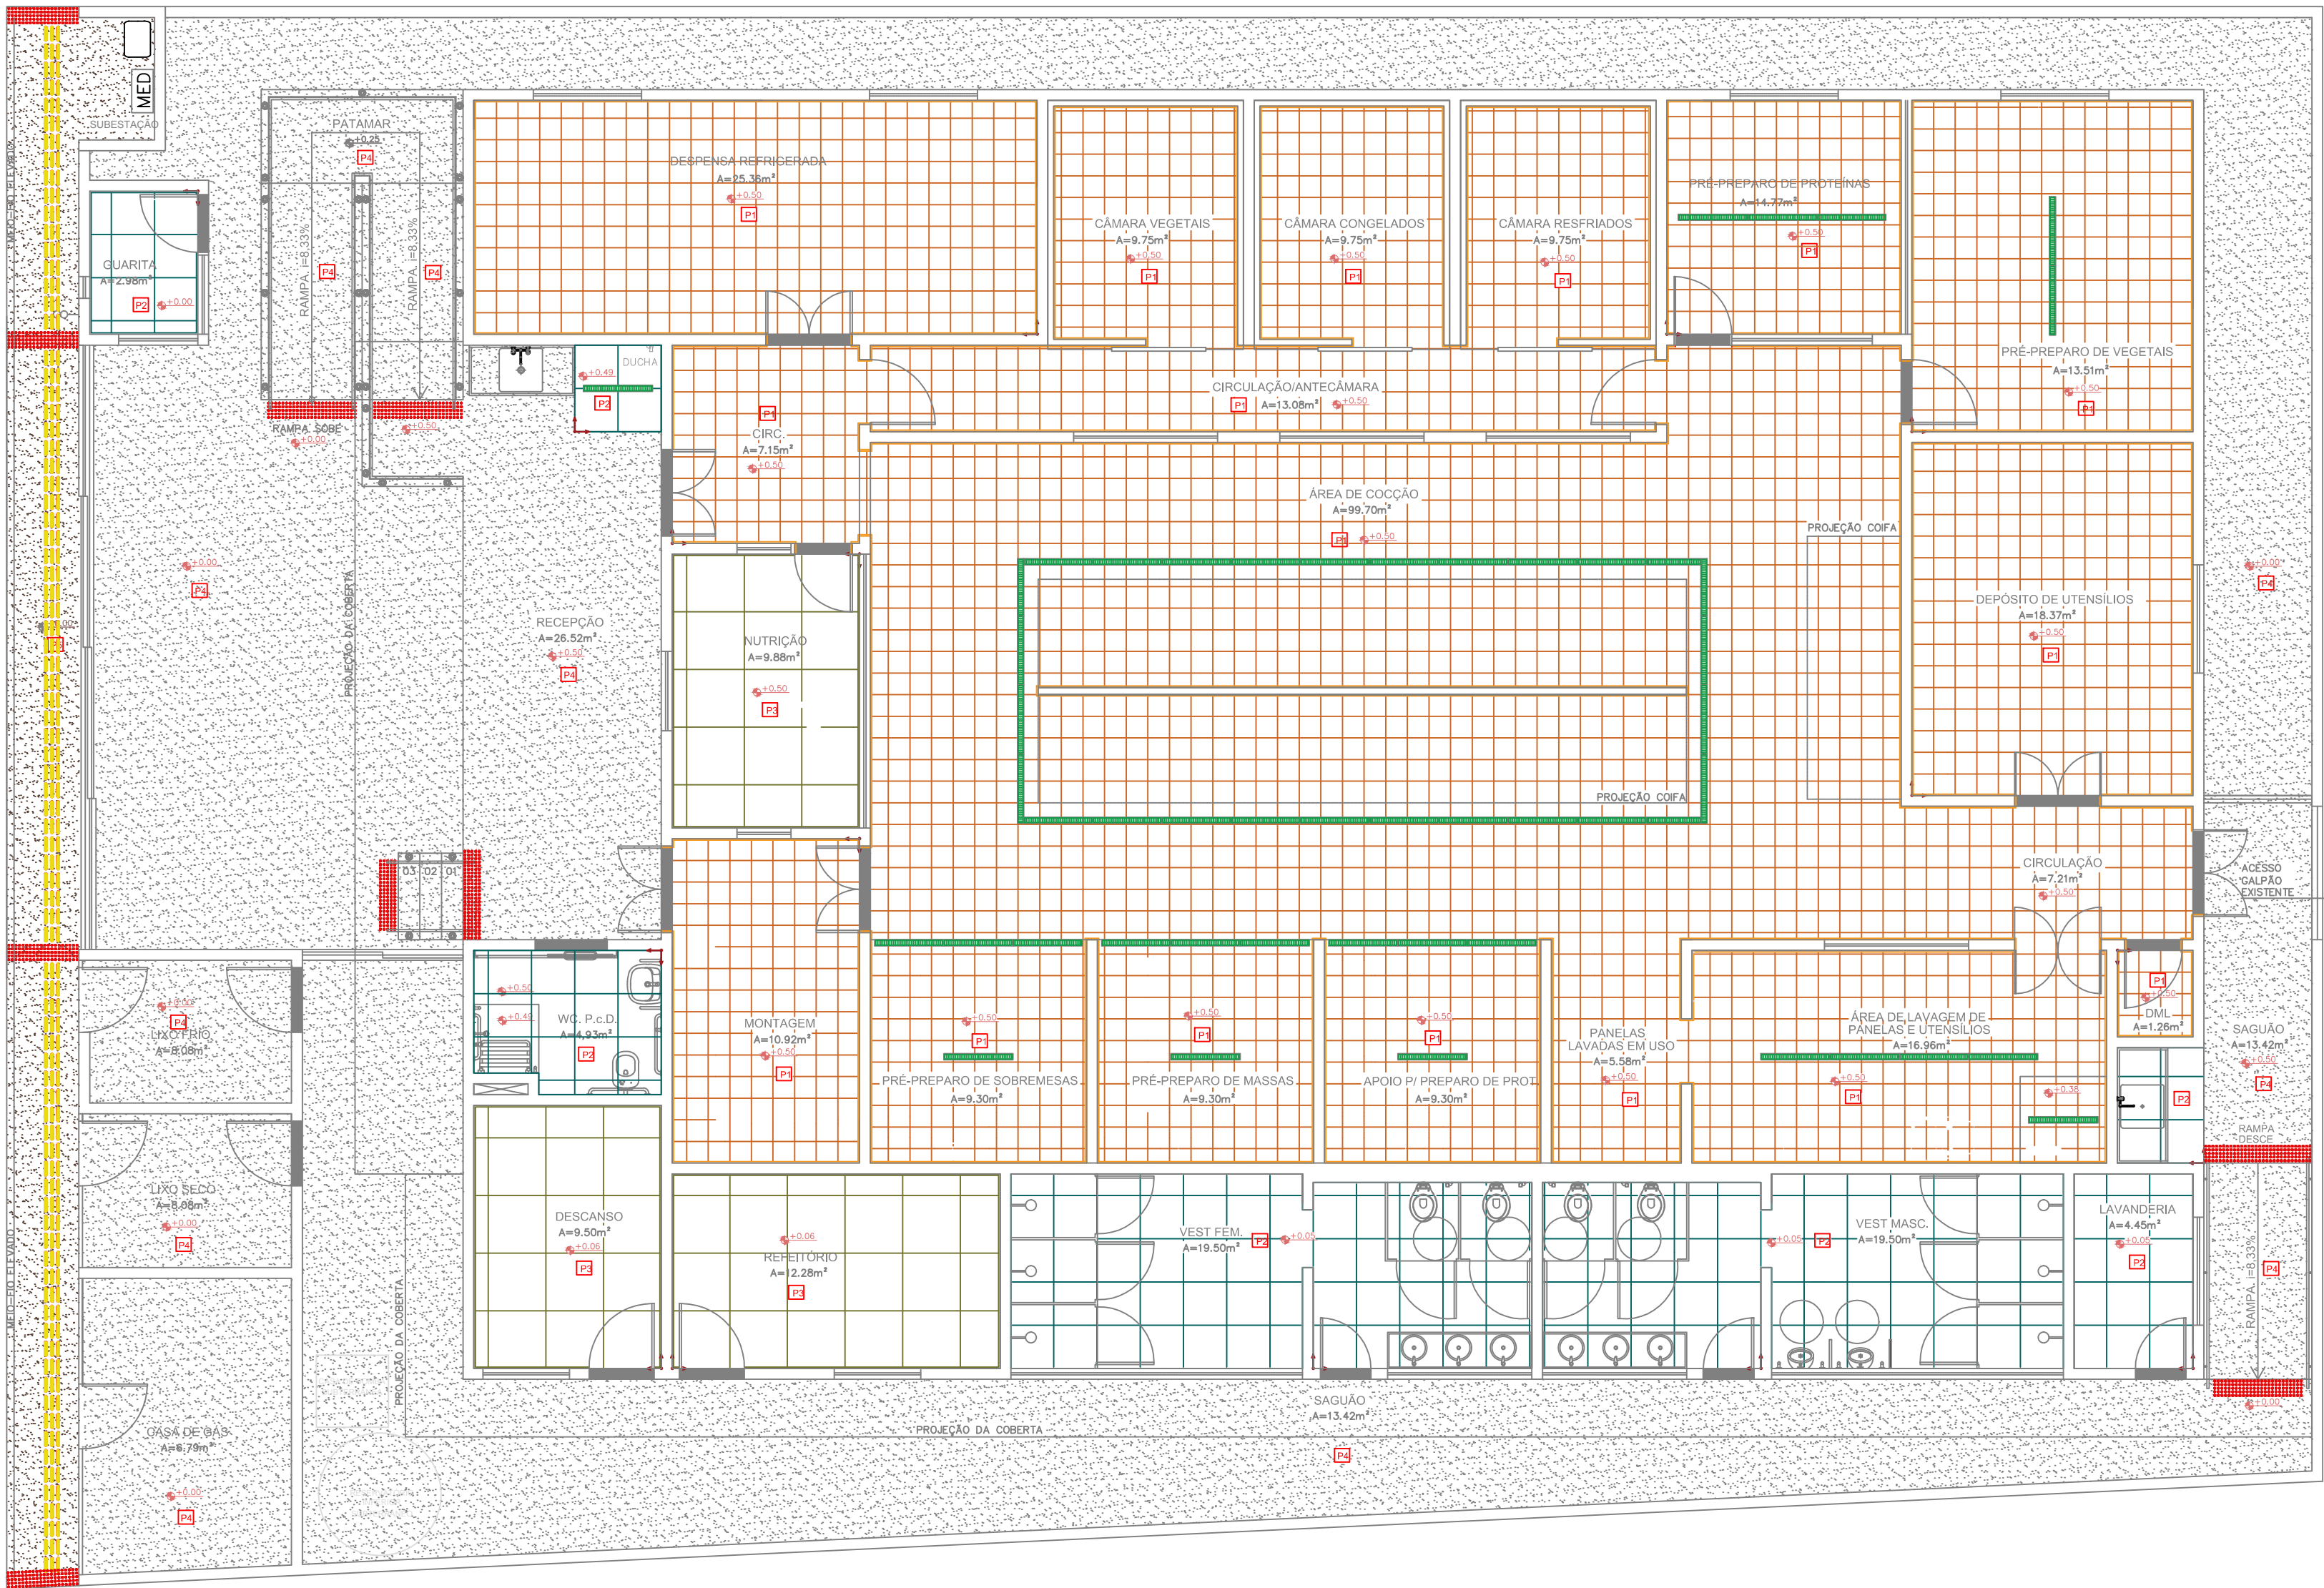 MED
SUBESTAÇÃO
PATAMAR
+0.25
P4
MEIO-FIO ELEVADO
GUARITA
A=2.98m²
P2
+0.00
RAMPA. i=8.33%
P4
RAMPA. i=8.33%
P4
RAMPA SOBE
+0.00
+0.50
DESPENSA REFRIGERADA
A=25.36m²
+0.50
P1
CÂMARA VEGETAIS
A=9.75m²
+0.50
P1
CÂMARA CONGELADOS
A=9.75m²
+0.50
P1
CÂMARA RESFRIADOS
A=9.75m²
+0.50
P1
PRÉ-PREPARO DE PROTEÍNAS
A=14.77m²
+0.50
P1
PRÉ-PREPARO DE VEGETAIS
A=13.51m²
+0.50
P1
DUCHA
+0.49
P2
P1
CIRC.
A=7.15m²
+0.50
CIRCULAÇÃO/ANTECÂMARA
P1
A=13.08m²
+0.50
ÁREA DE COCÇÃO
A=99.70m²
P1
+0.50
PROJEÇÃO COIFA
PROJEÇÃO COIFA
DEPÓSITO DE UTENSÍLIOS
A=18.37m²
+0.50
P1
+0.00
P4
+0.00
P4
PROJEÇÃO DA COBERTA
RECEPÇÃO
A=26.52m²
+0.50
P4
NUTRIÇÃO
A=9.88m²
+0.50
P3
03 02 01
CIRCULAÇÃO
A=7.21m²
+0.50
ACESSO
GALPÃO
EXISTENTE
+0.00
P4
LIXO FRIO
A=8.08m²
+0.50
+0.49
WC. P.c.D.
A=4,93m²
P2
MONTAGEM
A=10.92m²
+0.50
P1
+0.50
P1
PRÉ-PREPARO DE SOBREMESAS
A=9.30m²
+0.50
P1
PRÉ-PREPARO DE MASSAS
A=9.30m²
+0.50
P1
APOIO P/ PREPARO DE PROT.
A=9.30m²
PANELAS
LAVADAS EM USO
A=5.58m²
+0.50
P1
ÁREA DE LAVAGEM DE
PANELAS E UTENSÍLIOS
A=16.96m²
+0.50
P1
+0.38
P1
+0.50
DML
A=1.26m²
P2
SAGUÃO
A=13.42m²
+0.50
P4
RAMPA
DESCE
LIXO SECO
A=8.08m²
+0.00
P4
MEIO-FIO ELEVADO
DESCANSO
A=9.50m²
+0.06
P3
+0.06
REFEITÓRIO
A=12.28m²
P3
VEST FEM.
A=19.50m²
P2
+0.05
+0.05
P2
VEST MASC.
A=19.50m²
LAVANDERIA
A=4.45m²
+0.05
P2
RAMPA. i=8.33%
P4
+0.00
PROJEÇÃO DA COBERTA
CASA DE GÁS
A=6.79m²
+0.00
P4
PROJEÇÃO DA COBERTA
SAGUÃO
A=13.42m²
P4